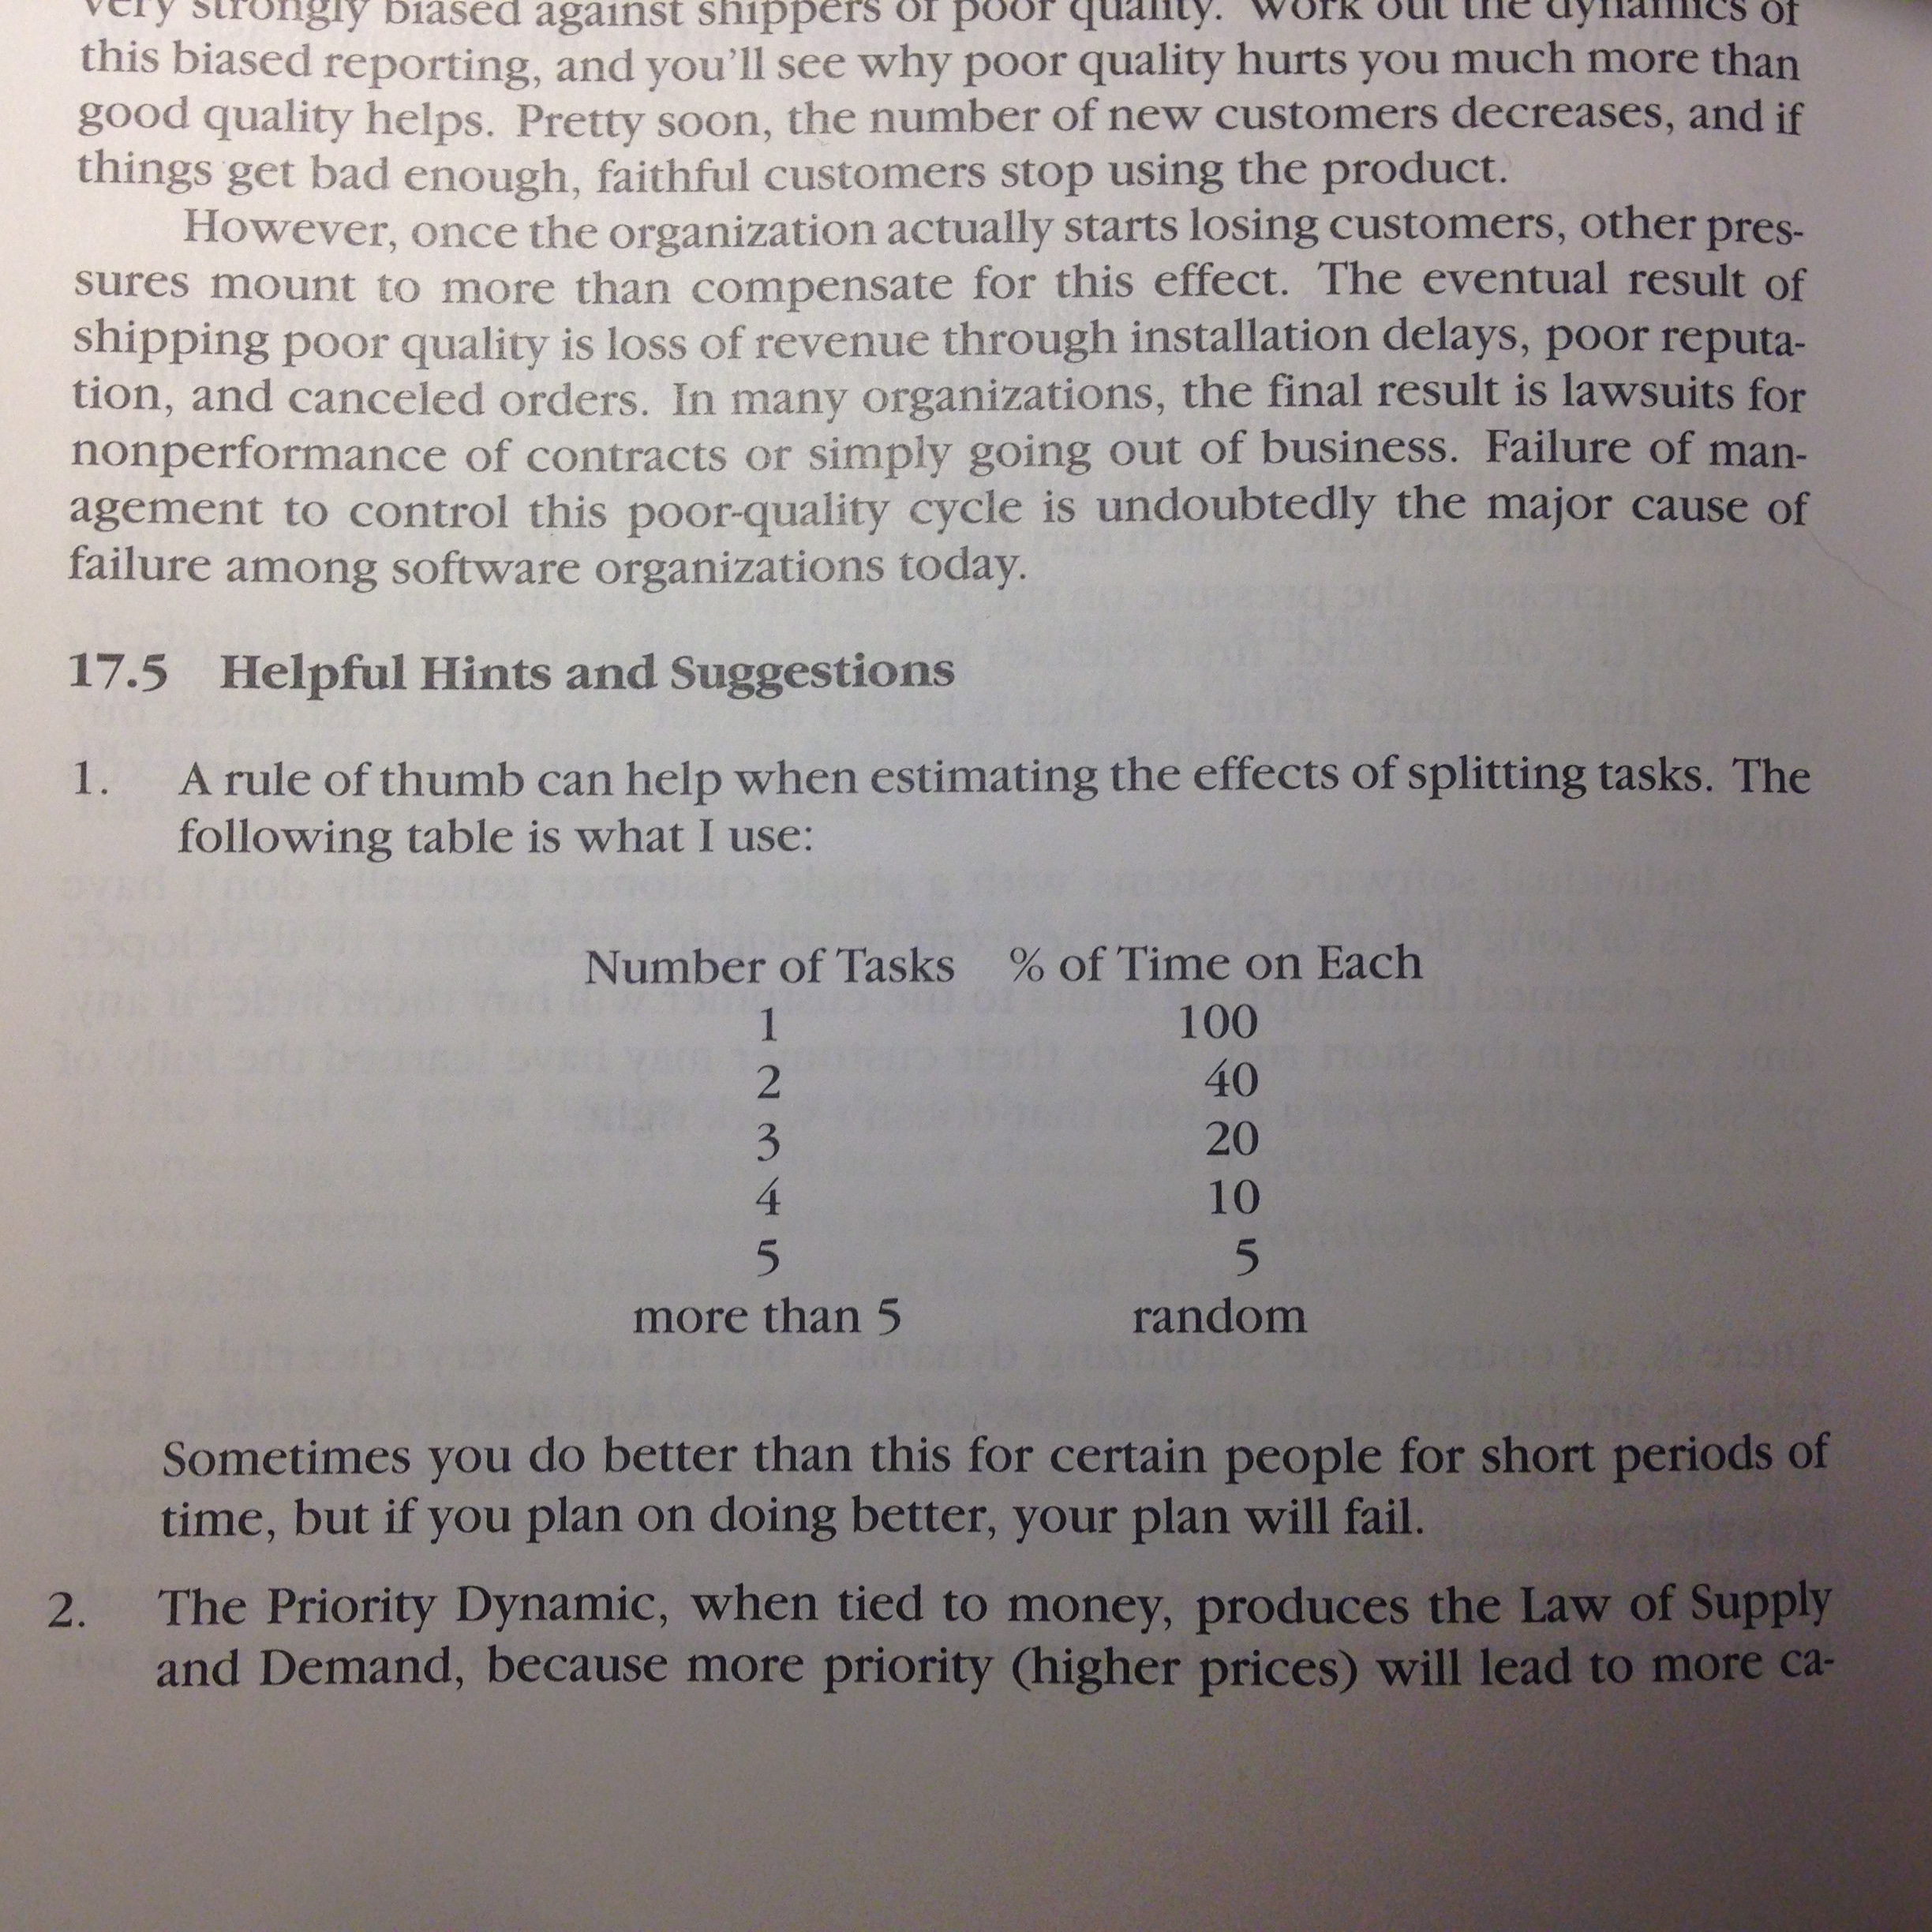 very strongly biased against shippers of poor quality. Work out the dynamics of
this biased reporting, and you'll see why poor quality hurts you much more than
good quality helps. Pretty soon, the number of new customers decreases, and if
things get bad enough, faithful customers stop using the product.
However, once the organization actually starts losing customers, other pres-
sures mount to more than compensate for this effect. The eventual result of
shipping poor quality is loss of revenue through installation delays, poor reputa-
tion, and canceled orders. In many organizations, the final result is lawsuits for
nonperformance of contracts or simply going out of business. Failure of man-
agement to control this poor-quality cycle is undoubtedly the major cause of
failure among software organizations today.
17.5 Helpful Hints and Suggestions
1. A rule of thumb can help when estimating the effects of splitting tasks. The
following table is what I use:
Number of Tasks % of Time on Each
1 100
2 40
3 20
4 10
5 5
more than 5 random
Sometimes you do better than this for certain people for short periods of
time, but if you plan on doing better, your plan will fail.
2. The Priority Dynamic, when tied to money, produces the Law of Supply
and Demand, because more priority (higher prices) will lead to more ca-